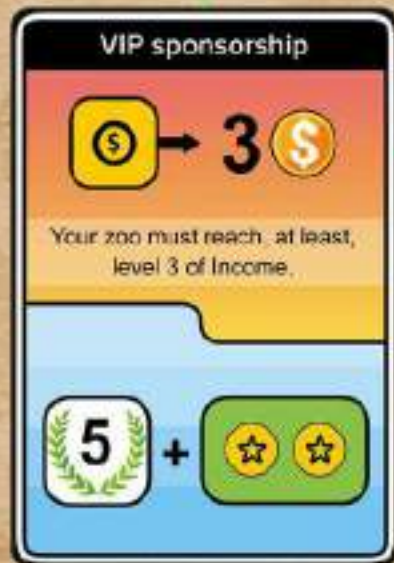 VIP sponsorship
$ 3 $
Your zoo must reach, at least,
level 3 of Income.
5 +